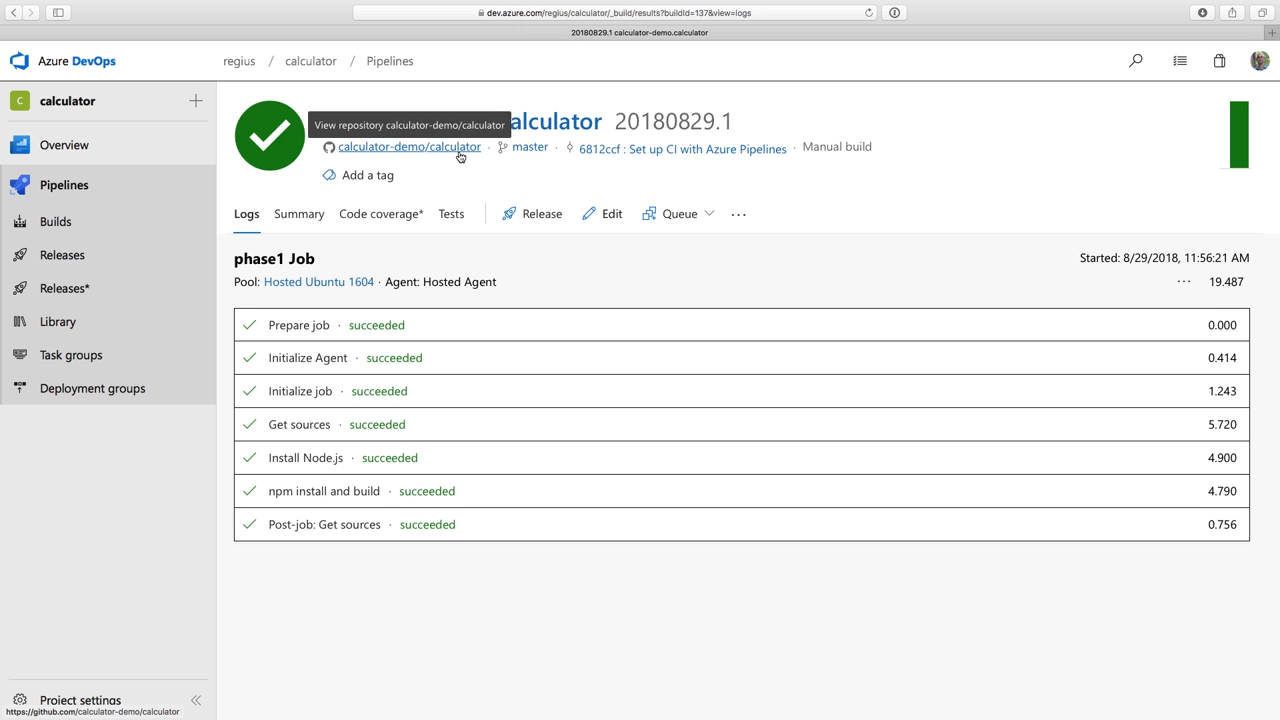 dev.azure.com/regius/calculator/_build/results?buildId=137&view=logs
20180829.1 calculator-demo.calculator
Azure DevOps
regius / calculator / Pipelines
C calculator
Overview
Pipelines
Builds
Releases
Releases*
Library
Task groups
Deployment groups
Project settings
https://github.com/calculator-demo/calculator
View repository calculator-demo/calculator
alculator 20180829.1
calculator-demo/calculator · master · 6812ccf : Set up CI with Azure Pipelines · Manual build
Add a tag
Logs Summary Code coverage* Tests Release Edit Queue ...
phase1 Job Started: 8/29/2018, 11:56:21 AM
Pool: Hosted Ubuntu 1604 · Agent: Hosted Agent ... 19.487
Prepare job · succeeded 0.000
Initialize Agent · succeeded 0.414
Initialize job · succeeded 1.243
Get sources · succeeded 5.720
Install Node.js · succeeded 4.900
npm install and build · succeeded 4.790
Post-job: Get sources · succeeded 0.756